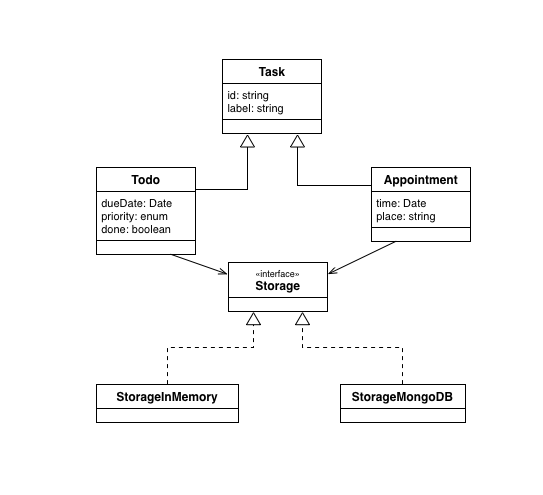 Task
id: string
label: string
Todo
dueDate: Date
priority: enum
done: boolean
Appointment
time: Date
place: string
«interface»
Storage
StorageInMemory
StorageMongoDB